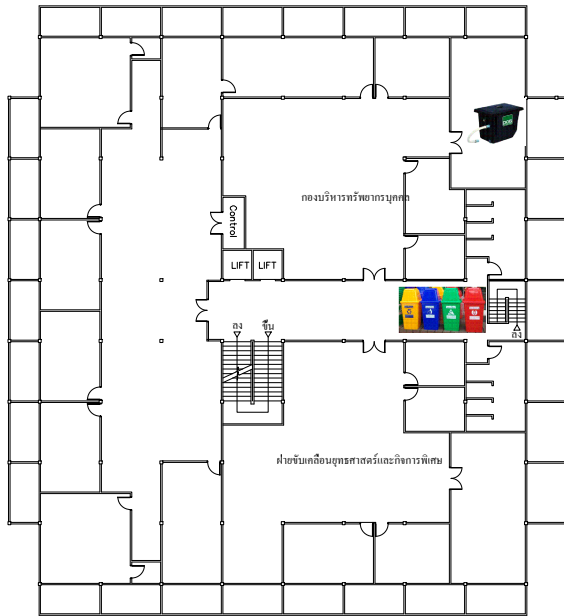 กองบริหารทรัพยากรบุคคล
Control
LIFT LIFT
ลง ขึ้น
ลง
ฝ่ายขับเคลื่อนยุทธศาสตร์และกิจการพิเศษ